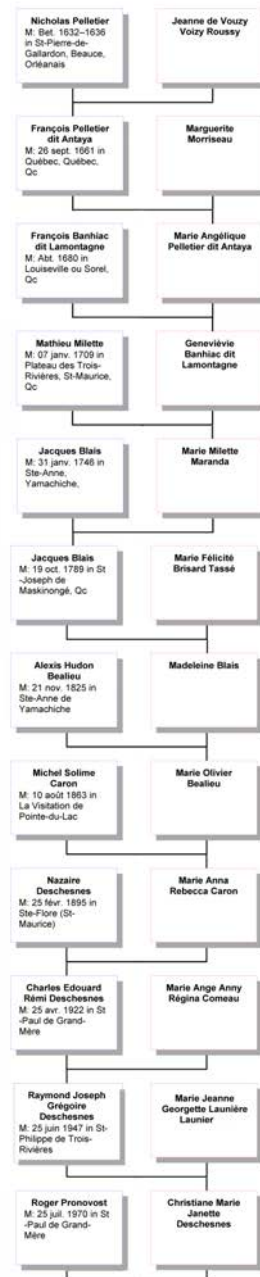 Nicholas Pelletier
M: Bet. 1632–1636
in St-Pierre-de-
Gallardon, Beauce,
Orléanais
Jeanne de Vouzy
Voizy Roussy
François Pelletier
dit Antaya
M: 26 sept. 1661 in
Québec, Québec,
Qc
Marguerite
Morriseau
François Banhiac
dit Lamontagne
M: Abt. 1680 in
Louiseville ou Sorel,
Qc
Marie Angélique
Pelletier dit Antaya
Mathieu Milette
M: 07 janv. 1709 in
Plateau des Trois-
Rivières, St-Maurice,
Qc
Geneviévie
Banhiac dit
Lamontagne
Jacques Blais
M: 31 janv. 1746 in
Ste-Anne,
Yamachiche,
Marie Milette
Maranda
Jacques Blais
M: 19 oct. 1789 in St
-Joseph de
Maskinongé, Qc
Marie Félicité
Brisard Tassé
Alexis Hudon
Bealieu
M: 21 nov. 1825 in
Ste-Anne de
Yamachiche
Madeleine Blais
Michel Solime
Caron
M: 10 août 1863 in
La Visitation de
Pointe-du-Lac
Marie Olivier
Bealieu
Nazaire
Deschesnes
M: 25 févr. 1895 in
Ste-Flore (St-
Maurice)
Marie Anna
Rebecca Caron
Charles Edouard
Rémi Deschesnes
M: 25 avr. 1922 in St
-Paul de Grand-
Mère
Marie Ange Anny
Régina Comeau
Raymond Joseph
Grégoire
Deschesnes
M: 25 juin 1947 in St-
Philippe de Trois-
Rivières
Marie Jeanne
Georgette Launière
Launier
Roger Pronovost
M: 25 juil. 1970 in St
-Paul de Grand-
Mère
Christiane Marie
Janette
Deschesnes